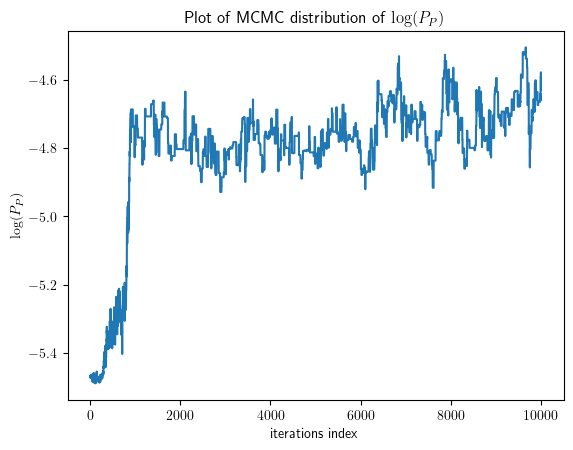 Plot of MCMC distribution of log(P_P)
log(P_P)
−4.6
−4.8
−5.0
−5.2
−5.4
0 2000 4000 6000 8000 10000
iterations index